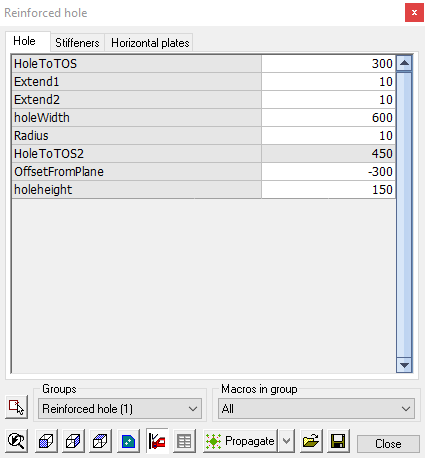 Reinforced hole
Hole Stiffeners Horizontal plates
HoleToTOS 300
Extend1 10
Extend2 10
holeWidth 600
Radius 10
HoleToTOS2 450
OffsetFromPlane -300
holeheight 150
Groups Macros in group
Reinforced hole (1) All
Propagate Close